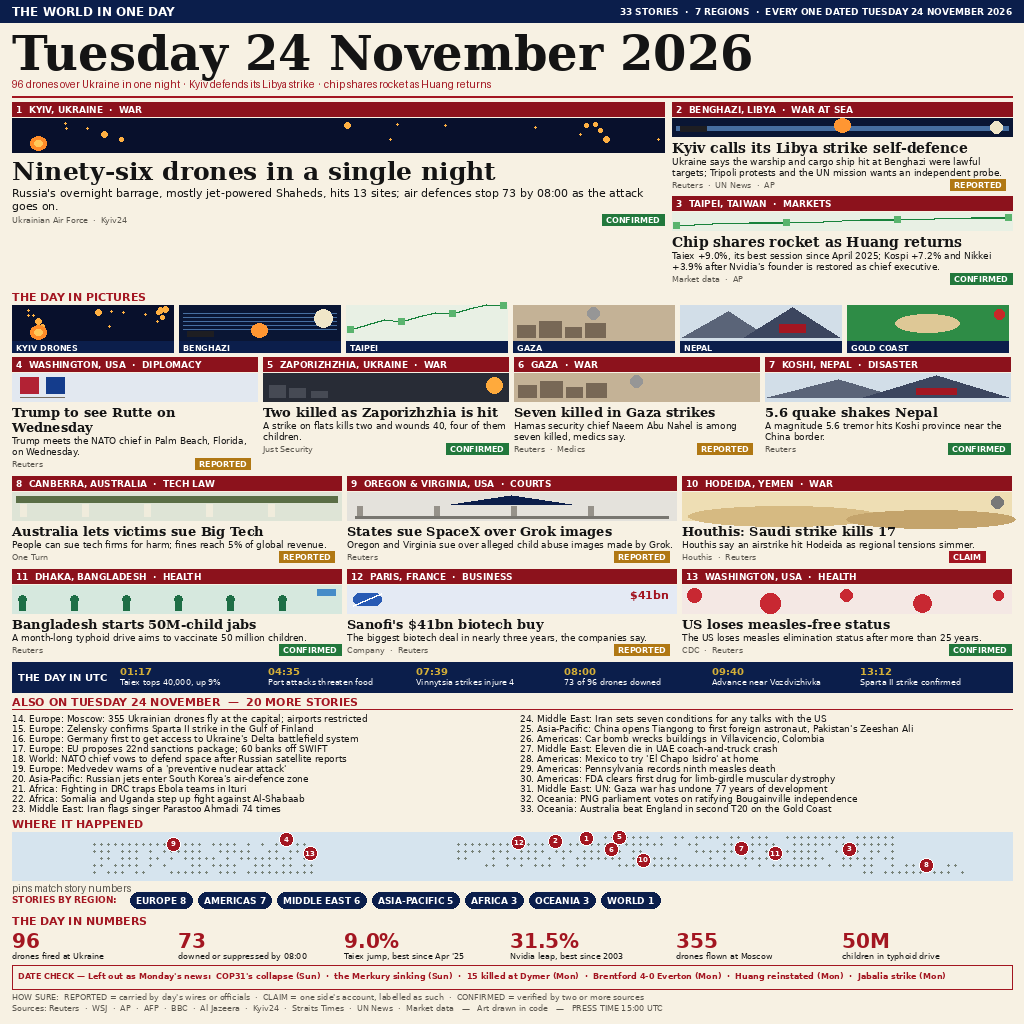 THE WORLD IN ONE DAY
33 STORIES · 7 REGIONS · EVERY ONE DATED TUESDAY 24 NOVEMBER 2026
Tuesday 24 November 2026
96 drones over Ukraine in one night · Kyiv defends its Libya strike · chip shares rocket as Huang returns
1 KYIV, UKRAINE · WAR
Ninety-six drones in a single night
Russia's overnight barrage, mostly jet-powered Shaheds, hits 13 sites; air defences stop 73 by 08:00 as the attack
goes on.
Ukrainian Air Force · Kyiv24
CONFIRMED
2 BENGHAZI, LIBYA · WAR AT SEA
Kyiv calls its Libya strike self-defence
Ukraine says the warship and cargo ship hit at Benghazi were lawful
targets; Tripoli protests and the UN mission wants an independent probe.
Reuters · UN News · AP
REPORTED
3 TAIPEI, TAIWAN · MARKETS
Chip shares rocket as Huang returns
Taiex +9.0%, its best session since April 2025; Kospi +7.2% and Nikkei
+3.9% after Nvidia's founder is restored as chief executive.
Market data · AP
CONFIRMED
THE DAY IN PICTURES
KYIV DRONES
BENGHAZI
TAIPEI
GAZA
NEPAL
GOLD COAST
4 WASHINGTON, USA · DIPLOMACY
Trump to see Rutte on
Wednesday
Trump meets the NATO chief in Palm Beach, Florida,
on Wednesday.
Reuters
REPORTED
5 ZAPORIZHZHIA, UKRAINE · WAR
Two killed as Zaporizhzhia is hit
A strike on flats kills two and wounds 40, four of them
children.
Just Security
CONFIRMED
6 GAZA · WAR
Seven killed in Gaza strikes
Hamas security chief Naeem Abu Nahel is among
seven killed, medics say.
Reuters · Medics
REPORTED
7 KOSHI, NEPAL · DISASTER
5.6 quake shakes Nepal
A magnitude 5.6 tremor hits Koshi province near the
China border.
Reuters
CONFIRMED
8 CANBERRA, AUSTRALIA · TECH LAW
Australia lets victims sue Big Tech
People can sue tech firms for harm; fines reach 5% of global revenue.
One Turn
REPORTED
9 OREGON & VIRGINIA, USA · COURTS
States sue SpaceX over Grok images
Oregon and Virginia sue over alleged child abuse images made by Grok.
Reuters
REPORTED
10 HODEIDA, YEMEN · WAR
Houthis: Saudi strike kills 17
Houthis say an airstrike hit Hodeida as regional tensions simmer.
Houthis · Reuters
CLAIM
11 DHAKA, BANGLADESH · HEALTH
Bangladesh starts 50M-child jabs
A month-long typhoid drive aims to vaccinate 50 million children.
Reuters
CONFIRMED
12 PARIS, FRANCE · BUSINESS
$41bn
Sanofi's $41bn biotech buy
The biggest biotech deal in nearly three years, the companies say.
Company · Reuters
REPORTED
13 WASHINGTON, USA · HEALTH
US loses measles-free status
The US loses measles elimination status after more than 25 years.
CDC · Reuters
CONFIRMED
THE DAY IN UTC
01:17
Taiex tops 40,000, up 9%
04:35
Port attacks threaten food
07:39
Vinnytsia strikes injure 4
08:00
73 of 96 drones downed
09:40
Advance near Vozdvizhivka
13:12
Sparta II strike confirmed
ALSO ON TUESDAY 24 NOVEMBER — 20 MORE STORIES
14. Europe: Moscow: 355 Ukrainian drones fly at the capital; airports restricted
15. Europe: Zelensky confirms Sparta II strike in the Gulf of Finland
16. Europe: Germany first to get access to Ukraine's Delta battlefield system
17. Europe: EU proposes 22nd sanctions package; 60 banks off SWIFT
18. World: NATO chief vows to defend space after Russian satellite reports
19. Europe: Medvedev warns of a 'preventive nuclear attack'
20. Asia-Pacific: Russian jets enter South Korea's air-defence zone
21. Africa: Fighting in DRC traps Ebola teams in Ituri
22. Africa: Somalia and Uganda step up fight against Al-Shabaab
23. Middle East: Iran flags singer Parastoo Ahmadi 74 times
24. Middle East: Iran sets seven conditions for any talks with the US
25. Asia-Pacific: China opens Tiangong to first foreign astronaut, Pakistan's Zeeshan Ali
26. Americas: Car bomb wrecks buildings in Villavicencio, Colombia
27. Middle East: Eleven die in UAE coach-and-truck crash
28. Americas: Mexico to try 'El Chapo Isidro' at home
29. Americas: Pennsylvania records ninth measles death
30. Americas: FDA clears first drug for limb-girdle muscular dystrophy
31. Middle East: UN: Gaza war has undone 77 years of development
32. Oceania: PNG parliament votes on ratifying Bougainville independence
33. Oceania: Australia beat England in second T20 on the Gold Coast
WHERE IT HAPPENED
9
4
13
12
2
1
5
6
10
7
11
3
8
pins match story numbers
STORIES BY REGION:
EUROPE 8
AMERICAS 7
MIDDLE EAST 6
ASIA-PACIFIC 5
AFRICA 3
OCEANIA 3
WORLD 1
THE DAY IN NUMBERS
96
drones fired at Ukraine
73
downed or suppressed by 08:00
9.0%
Taiex jump, best since Apr '25
31.5%
Nvidia leap, best since 2003
355
drones flown at Moscow
50M
children in typhoid drive
DATE CHECK — Left out as Monday's news: COP31's collapse (Sun) · the Merkury sinking (Sun) · 15 killed at Dymer (Mon) · Brentford 4-0 Everton (Mon) · Huang reinstated (Mon) · Jabalia strike (Mon)
HOW SURE: REPORTED = carried by day's wires or officials · CLAIM = one side's account, labelled as such · CONFIRMED = verified by two or more sources
Sources: Reuters · WSJ · AP · AFP · BBC · Al Jazeera · Kyiv24 · Straits Times · UN News · Market data — Art drawn in code — PRESS TIME 15:00 UTC